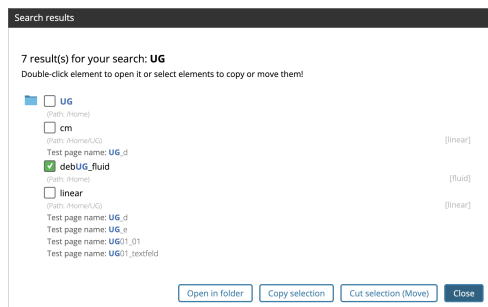 Search results
7 result(s) for your search: UG
Double-click element to open it or select elements to copy or move them!
UG
(Path: /Home)
cm
(Path: /Home/UG) [linear]
Test page name: UG_d
debUG_fluid
(Path: /Home) [fluid]
linear
(Path: /Home/UG) [linear]
Test page name: UG_d
Test page name: UG_e
Test page name: UG01_01
Test page name: UG01_textfeld
Open in folder Copy selection Cut selection (Move) Close